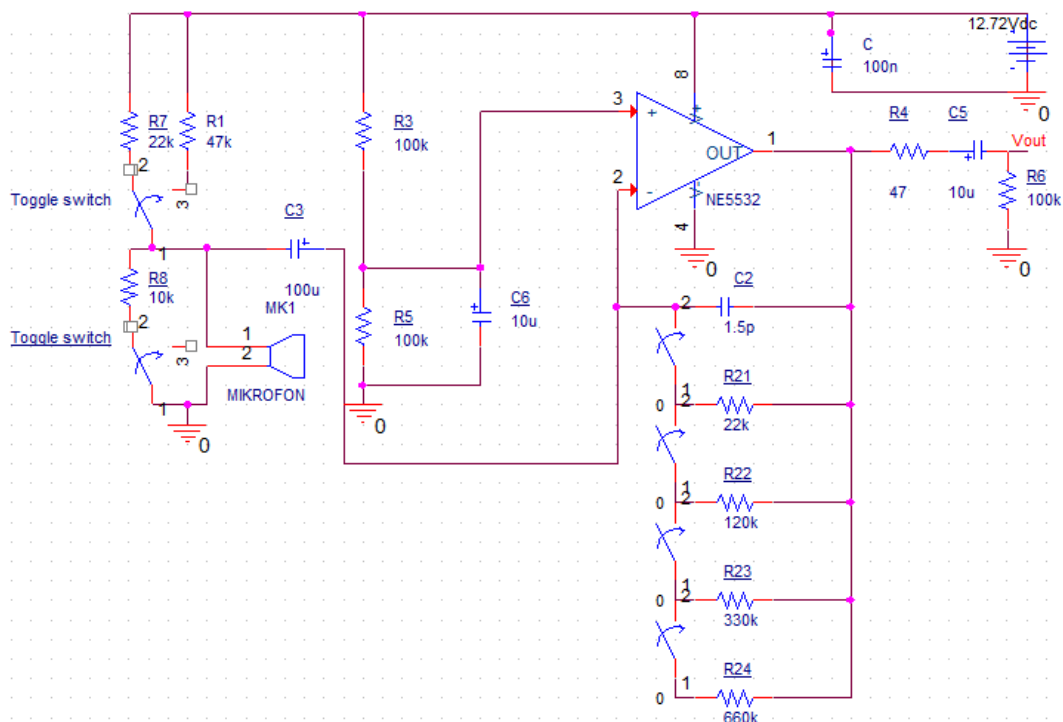 12.72Vdc
C
100n
0
8
R7
22k
R1
47k
R3
100k
3
+
OUT
1
2
-
NE5532
4
0
R4
47
C5
10u
Vout
R6
100k
0
2
Toggle switch
3
1
C3
100u
R8
10k
MK1
2
Toggle switch
3
1
1
2
MIKROFON
0
R5
100k
0
C6
10u
C2
1.5p
2
1
0
2
R21
22k
1
0
2
R22
120k
1
0
2
R23
330k
1
0
R24
660k